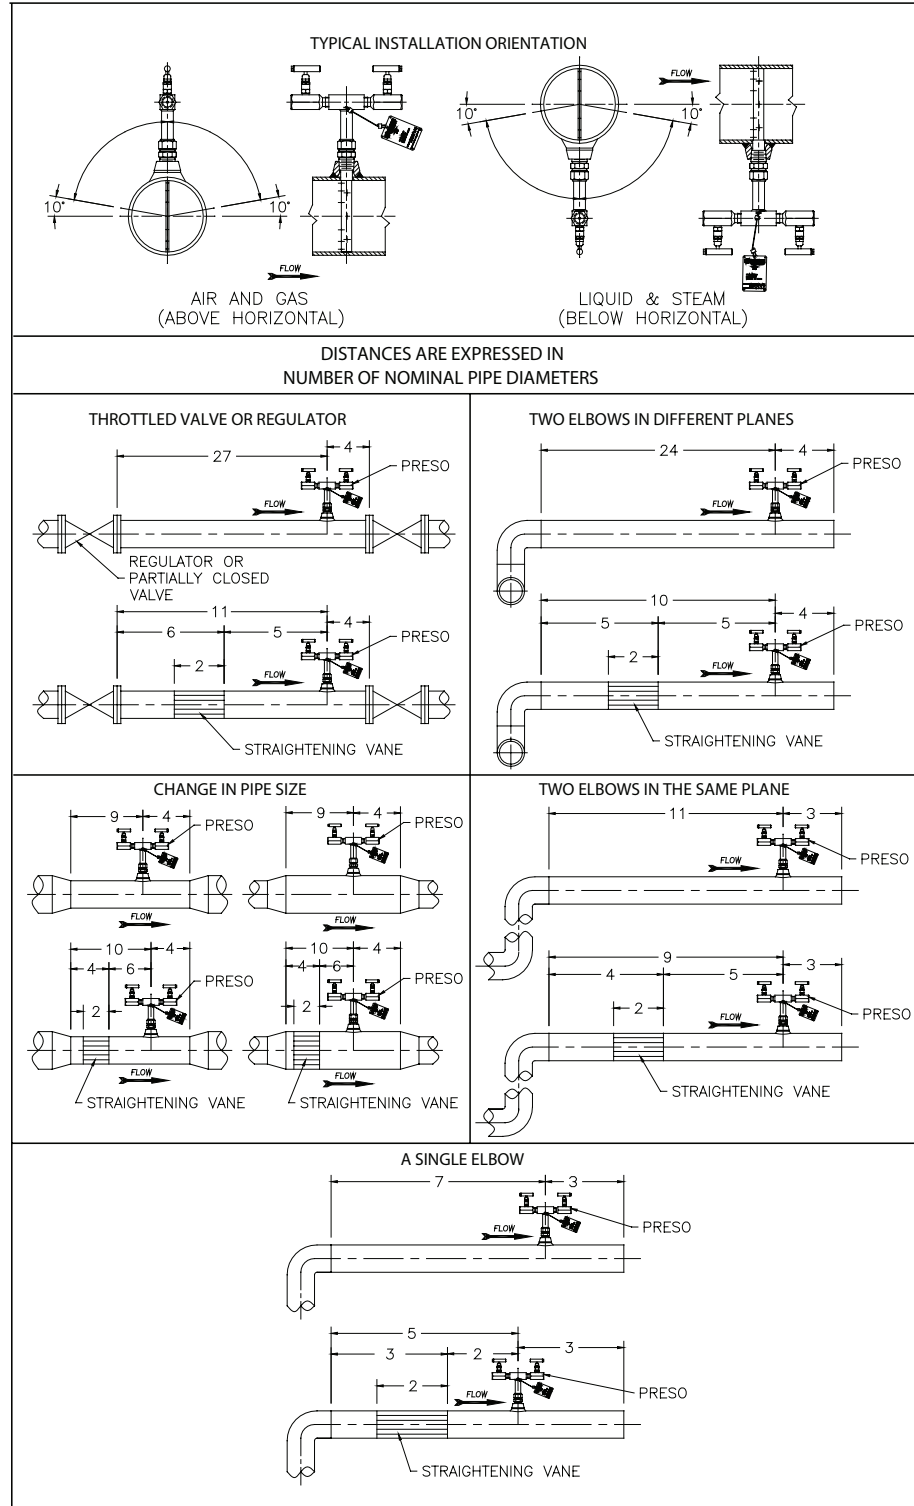 TYPICAL INSTALLATION ORIENTATION
10°
10°
FLOW
AIR AND GAS
(ABOVE HORIZONTAL)
FLOW
10°
10°
LIQUID & STEAM
(BELOW HORIZONTAL)
DISTANCES ARE EXPRESSED IN
NUMBER OF NOMINAL PIPE DIAMETERS
THROTTLED VALVE OR REGULATOR
27
4
PRESO
FLOW
REGULATOR OR
PARTIALLY CLOSED
VALVE
11
4
6
5
PRESO
2
FLOW
STRAIGHTENING VANE
TWO ELBOWS IN DIFFERENT PLANES
24
4
PRESO
FLOW
10
4
5
5
PRESO
2
FLOW
STRAIGHTENING VANE
CHANGE IN PIPE SIZE
9
4
PRESO
FLOW
9
4
PRESO
FLOW
10
4
4
6
PRESO
2
FLOW
STRAIGHTENING VANE
10
4
4
6
PRESO
2
FLOW
STRAIGHTENING VANE
TWO ELBOWS IN THE SAME PLANE
11
3
PRESO
FLOW
9
3
4
5
PRESO
2
FLOW
STRAIGHTENING VANE
A SINGLE ELBOW
7
3
PRESO
FLOW
5
3
3
2
PRESO
2
FLOW
STRAIGHTENING VANE